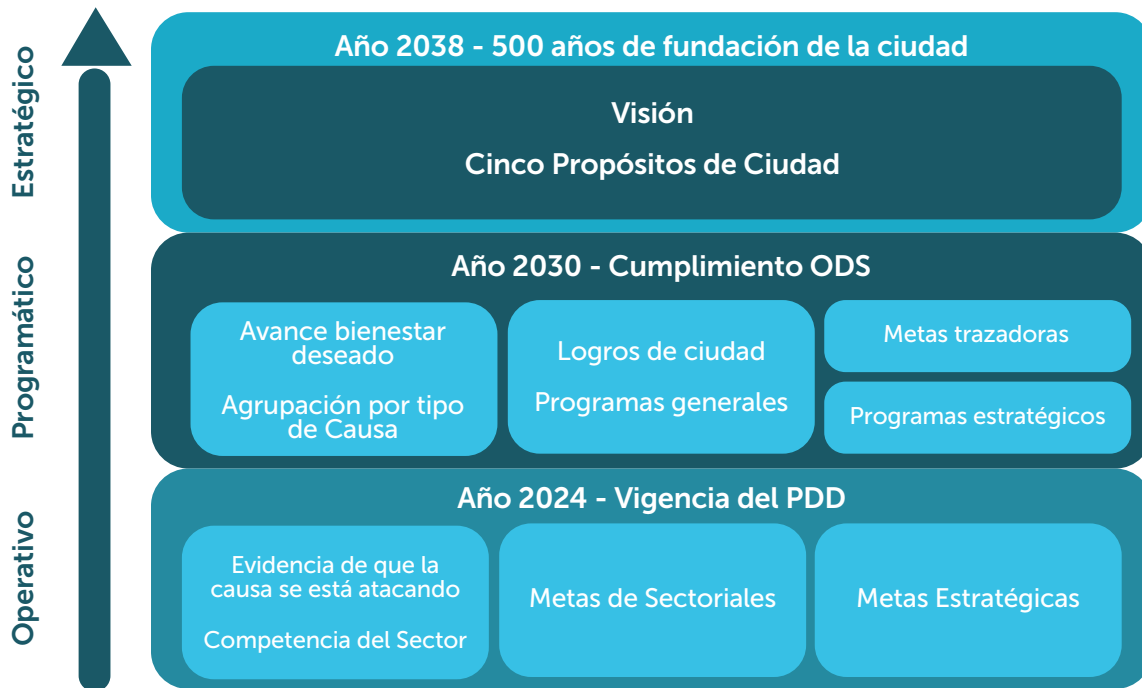 Estratégico
Año 2038 - 500 años de fundación de la ciudad
Visión
Cinco Propósitos de Ciudad
Programático
Año 2030 - Cumplimiento ODS
Avance bienestar
deseado
Agrupación por tipo
de Causa
Logros de ciudad
Programas generales
Metas trazadoras
Programas estratégicos
Operativo
Año 2024 - Vigencia del PDD
Evidencia de que la
causa se está atacando
Competencia del Sector
Metas de Sectoriales
Metas Estratégicas